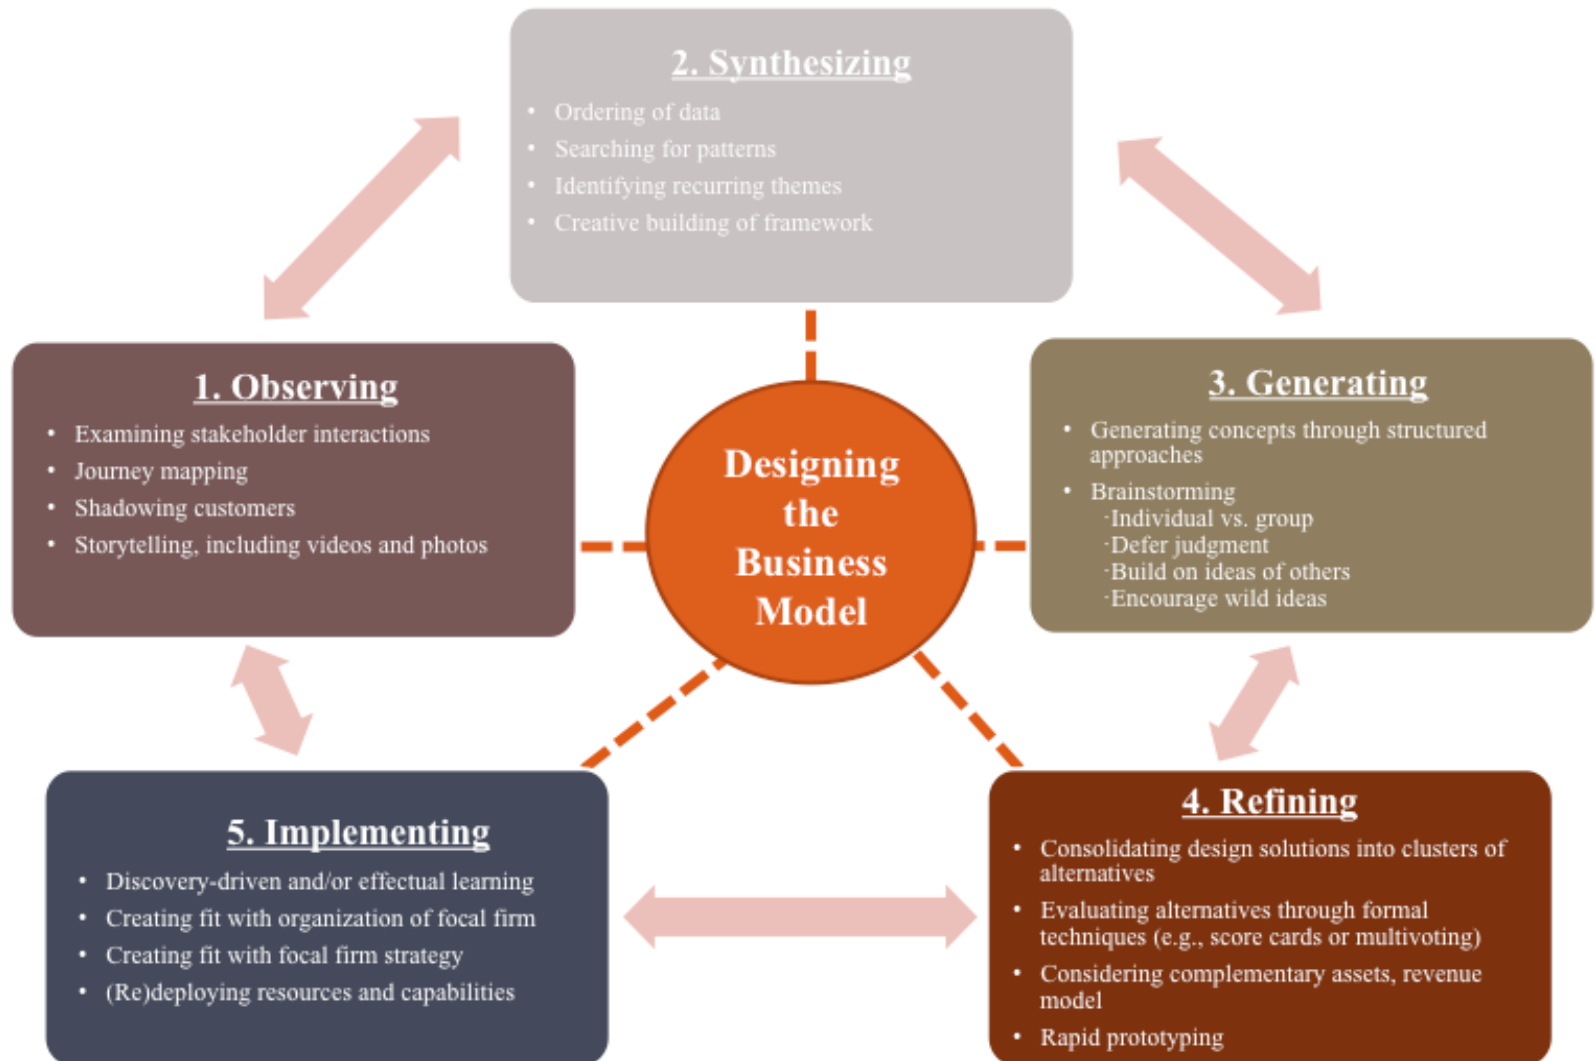 2. Synthesizing
• Ordering of data
• Searching for patterns
• Identifying recurring themes
• Creative building of framework
1. Observing
• Examining stakeholder interactions
• Journey mapping
• Shadowing customers
• Storytelling, including videos and photos
Designing
the
Business
Model
3. Generating
• Generating concepts through structured
approaches
• Brainstorming
-Individual vs. group
-Defer judgment
-Build on ideas of others
-Encourage wild ideas
4. Refining
• Consolidating design solutions into clusters of
alternatives
• Evaluating alternatives through formal
techniques (e.g., score cards or multivoting)
• Considering complementary assets, revenue
model
• Rapid prototyping
5. Implementing
• Discovery-driven and/or effectual learning
• Creating fit with organization of focal firm
• Creating fit with focal firm strategy
• (Re)deploying resources and capabilities